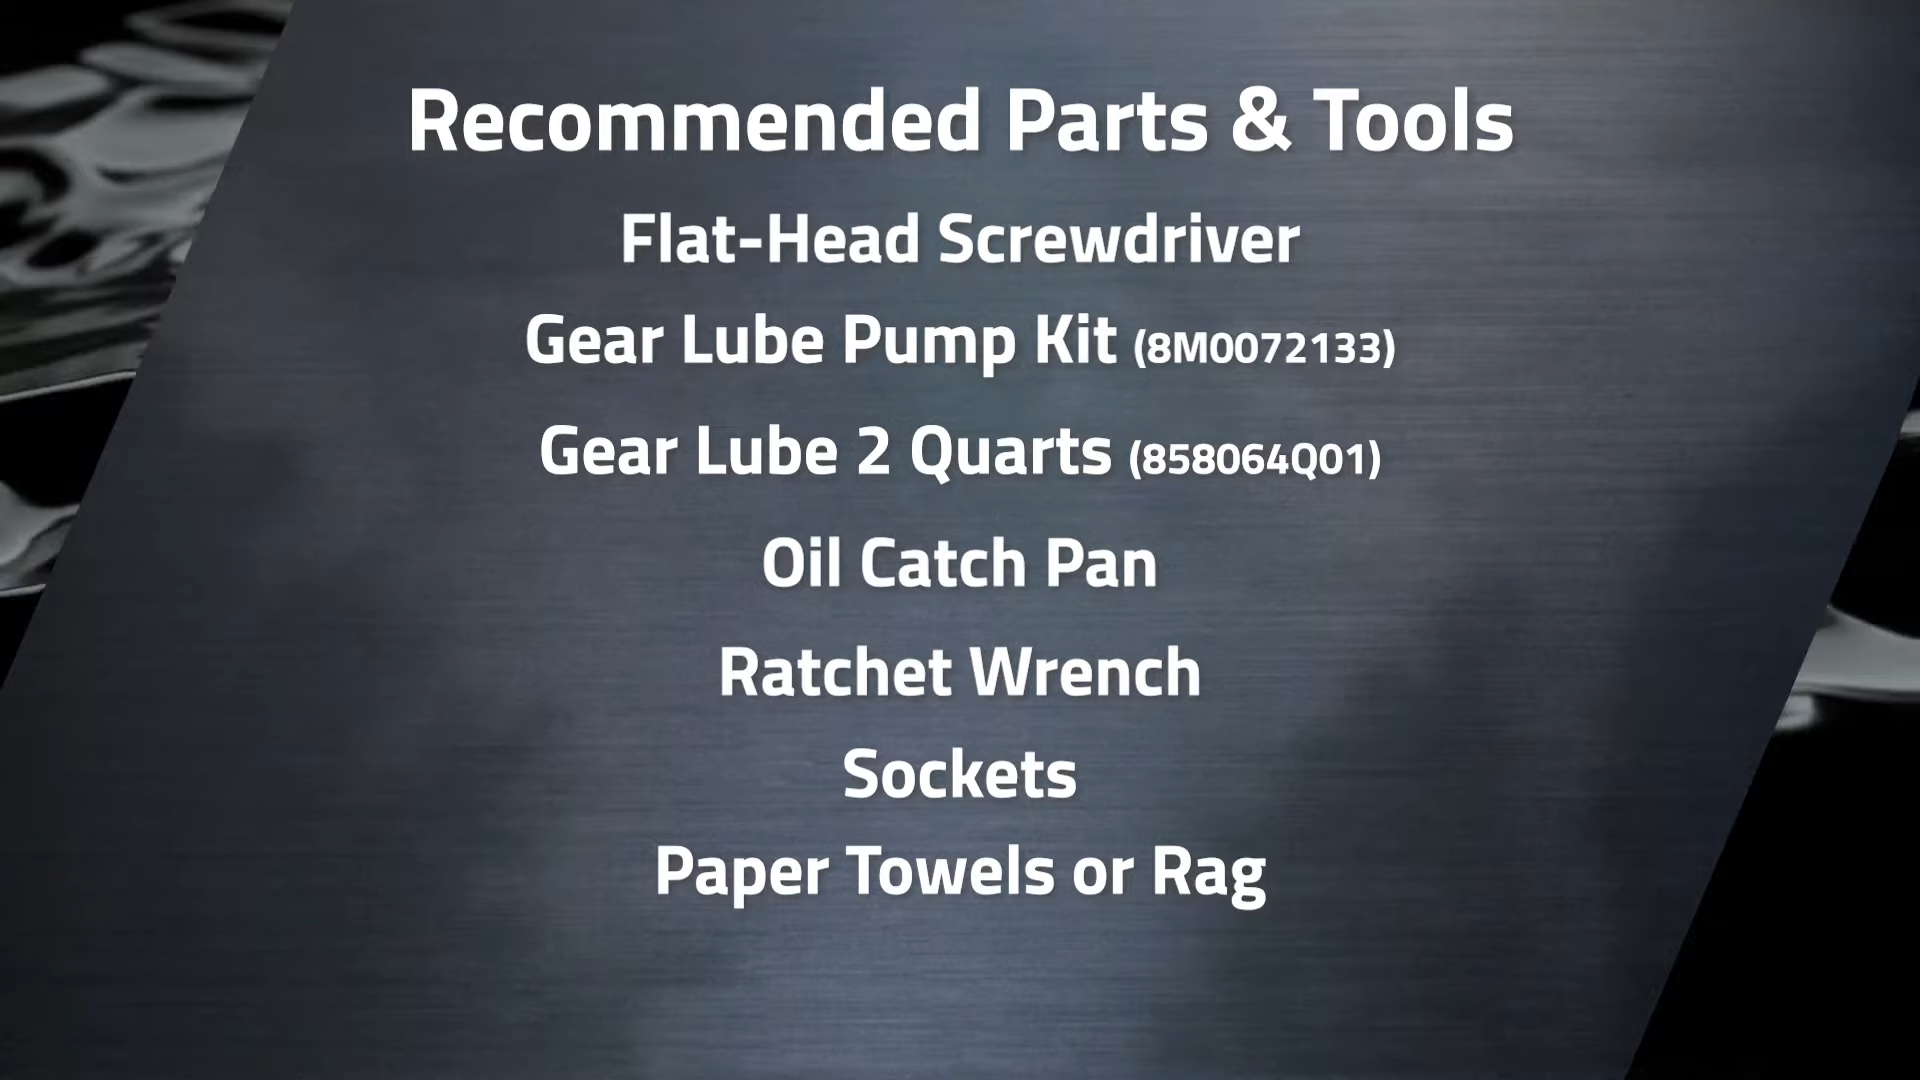 Recommended Parts & Tools
Flat-Head Screwdriver
Gear Lube Pump Kit (8M0072133)
Gear Lube 2 Quarts (858064Q01)
Oil Catch Pan
Ratchet Wrench
Sockets
Paper Towels or Rag